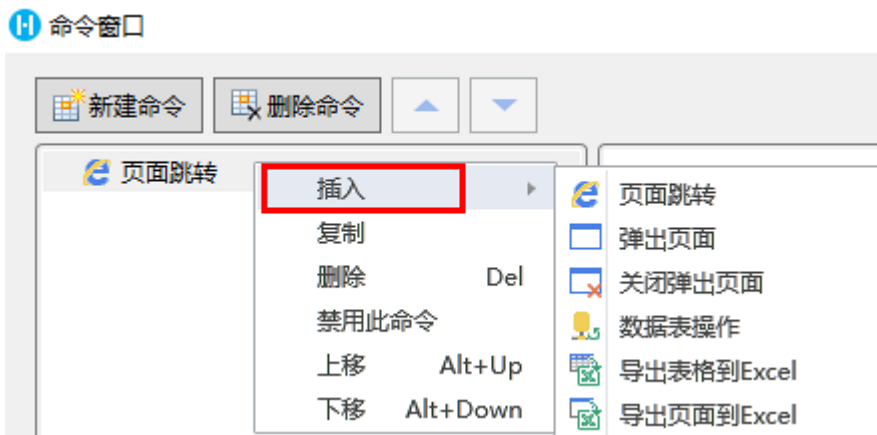 命令窗口
新建命令 删除命令
页面跳转
插入
复制
删除 Del
禁用此命令
上移 Alt+Up
下移 Alt+Down
页面跳转
弹出页面
关闭弹出页面
数据表操作
导出表格到Excel
导出页面到Excel